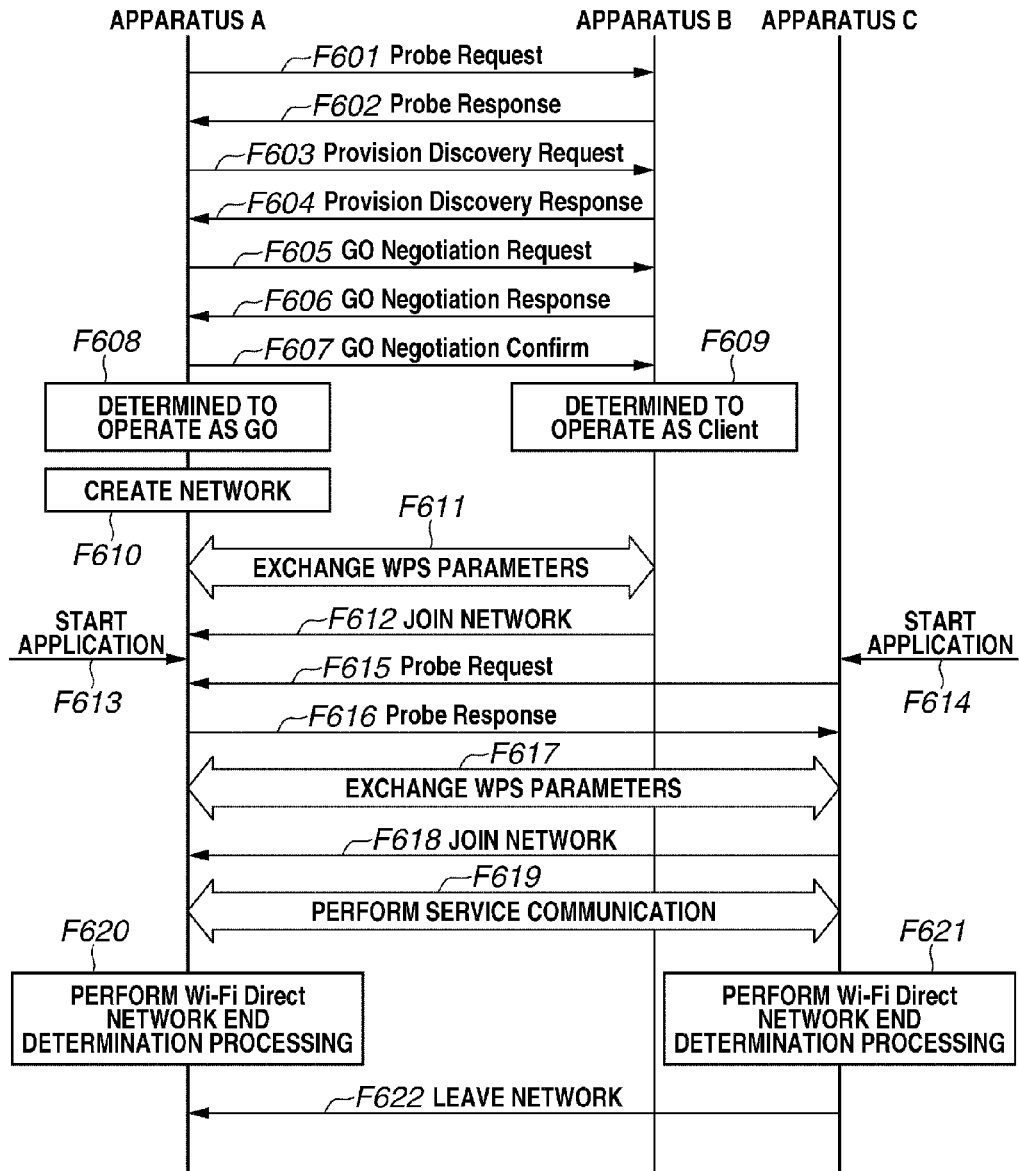 APPARATUS A
APPARATUS B
APPARATUS C
F601 Probe Request
F602 Probe Response
F603 Provision Discovery Request
F604 Provision Discovery Response
F605 GO Negotiation Request
F606 GO Negotiation Response
F607 GO Negotiation Confirm
F608
F609
DETERMINED TO
OPERATE AS GO
DETERMINED TO
OPERATE AS Client
CREATE NETWORK
F610
F611
EXCHANGE WPS PARAMETERS
F612 JOIN NETWORK
START
APPLICATION
F613
START
APPLICATION
F614
F615 Probe Request
F616 Probe Response
F617
EXCHANGE WPS PARAMETERS
F618 JOIN NETWORK
F619
PERFORM SERVICE COMMUNICATION
F620
F621
PERFORM Wi-Fi Direct
NETWORK END
DETERMINATION PROCESSING
PERFORM Wi-Fi Direct
NETWORK END
DETERMINATION PROCESSING
F622 LEAVE NETWORK